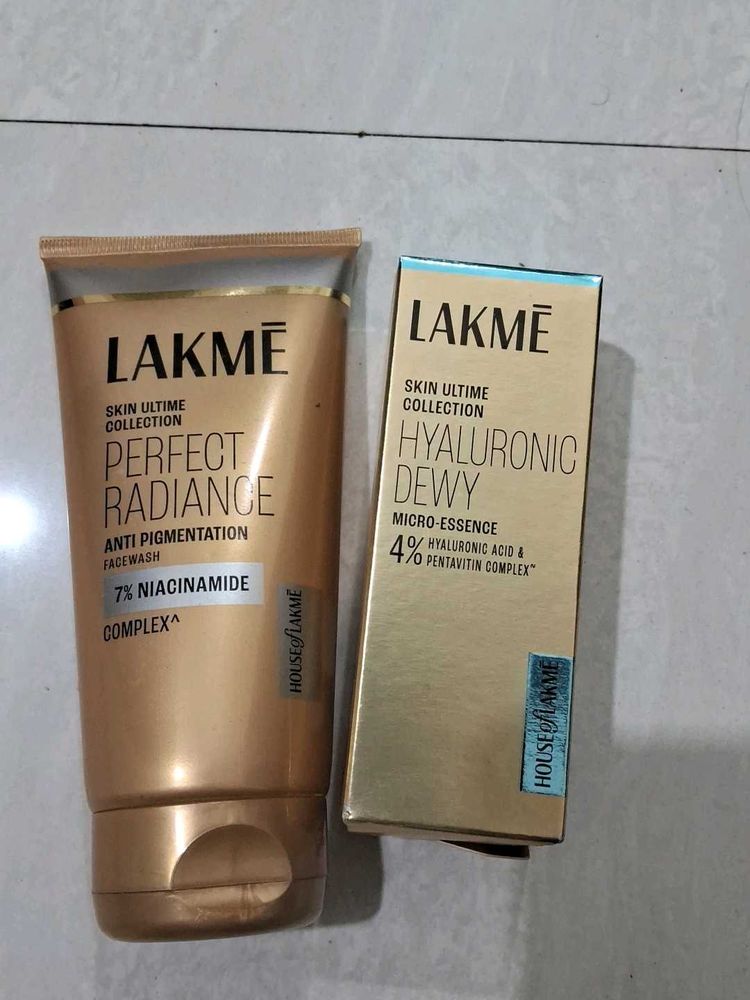 LAKMĒ
SKIN ULTIME
COLLECTION
PERFECT
RADIANCE
ANTI PIGMENTATION
FACEWASH
7% NIACINAMIDE
COMPLEX^
HOUSE of LAKMĒ
LAKMĒ
SKIN ULTIME
COLLECTION
HYALURONIC
DEWY
MICRO-ESSENCE
4% HYALURONIC ACID &
PENTAVITIN COMPLEX~
HOUSE of LAKMĒ